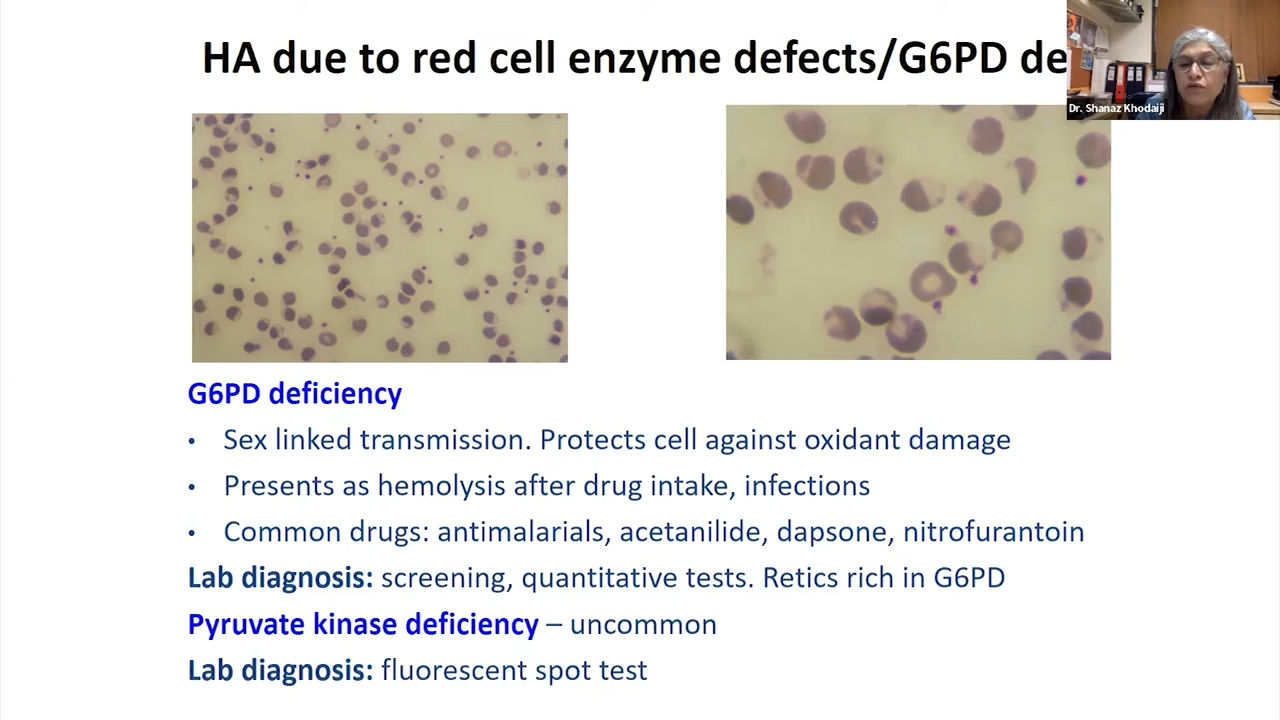 HA due to red cell enzyme defects/G6PD de
Dr. Shanaz Khodaiji
G6PD deficiency
• Sex linked transmission. Protects cell against oxidant damage
• Presents as hemolysis after drug intake, infections
• Common drugs: antimalarials, acetanilide, dapsone, nitrofurantoin
Lab diagnosis: screening, quantitative tests. Retics rich in G6PD
Pyruvate kinase deficiency – uncommon
Lab diagnosis: fluorescent spot test